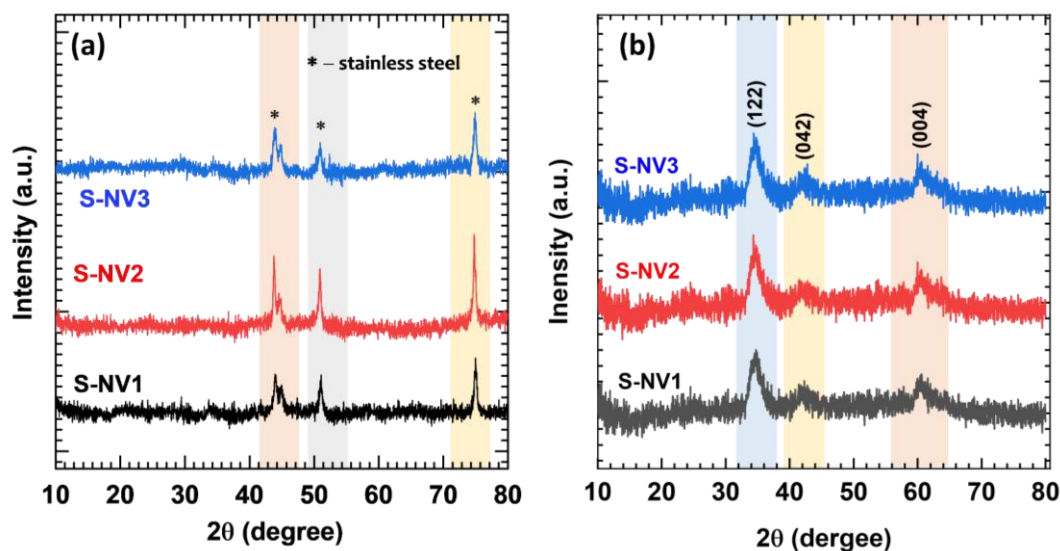 (a)
* – stainless steel
*
*
*
S-NV3
S-NV2
S-NV1
Intensity (a.u.)
10 20 30 40 50 60 70 80
2θ (degree)
(b)
(122)
(042)
(004)
S-NV3
S-NV2
S-NV1
Inensity (a.u.)
10 20 30 40 50 60 70 80
2θ (dergee)